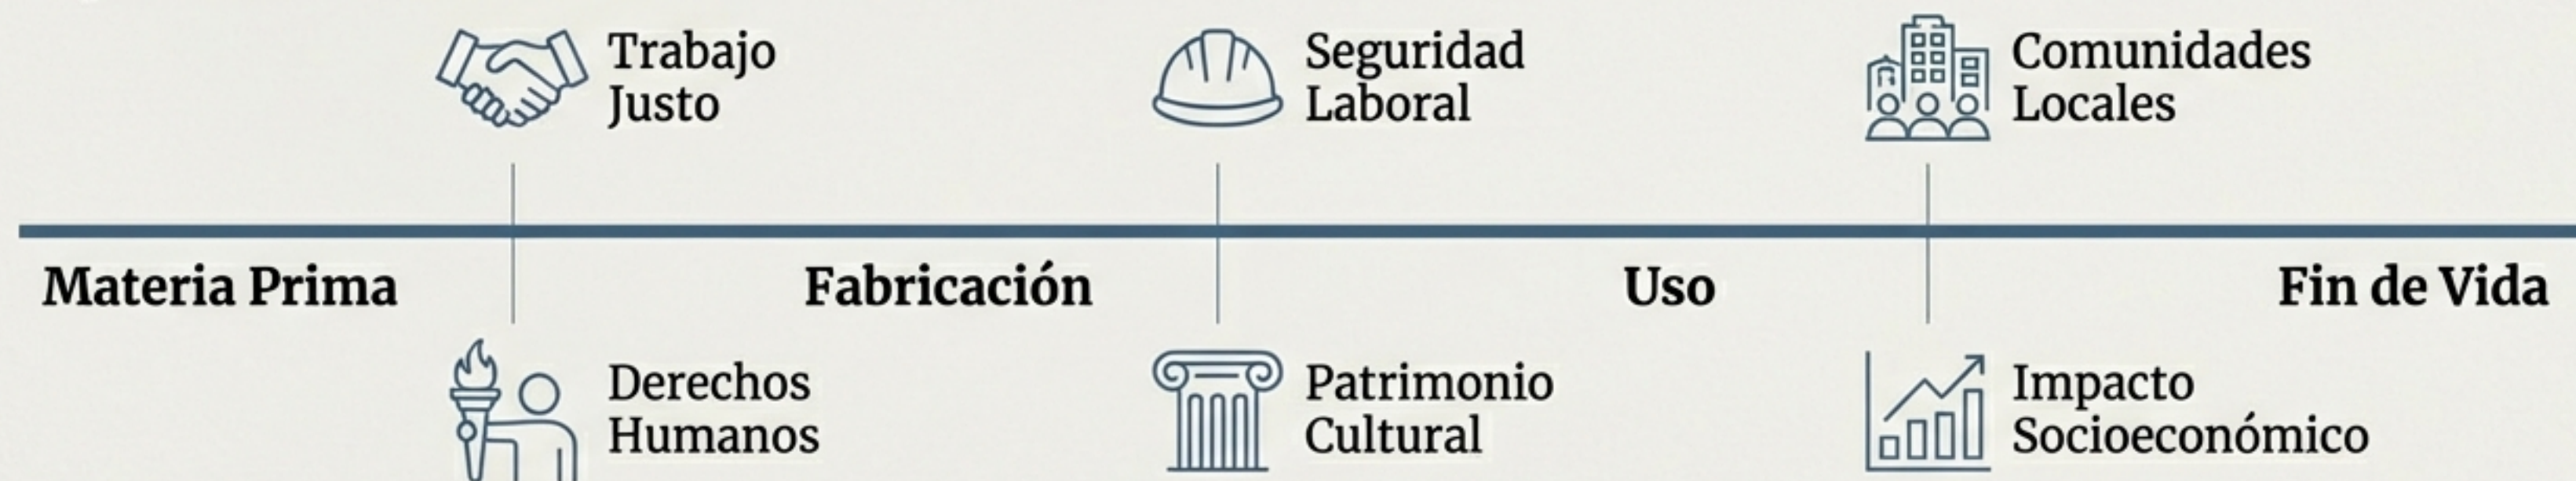 Trabajo
Justo
Seguridad
Laboral
Comunidades
Locales
Materia Prima
Fabricación
Uso
Fin de Vida
Derechos
Humanos
Patrimonio
Cultural
Impacto
Socioeconómico